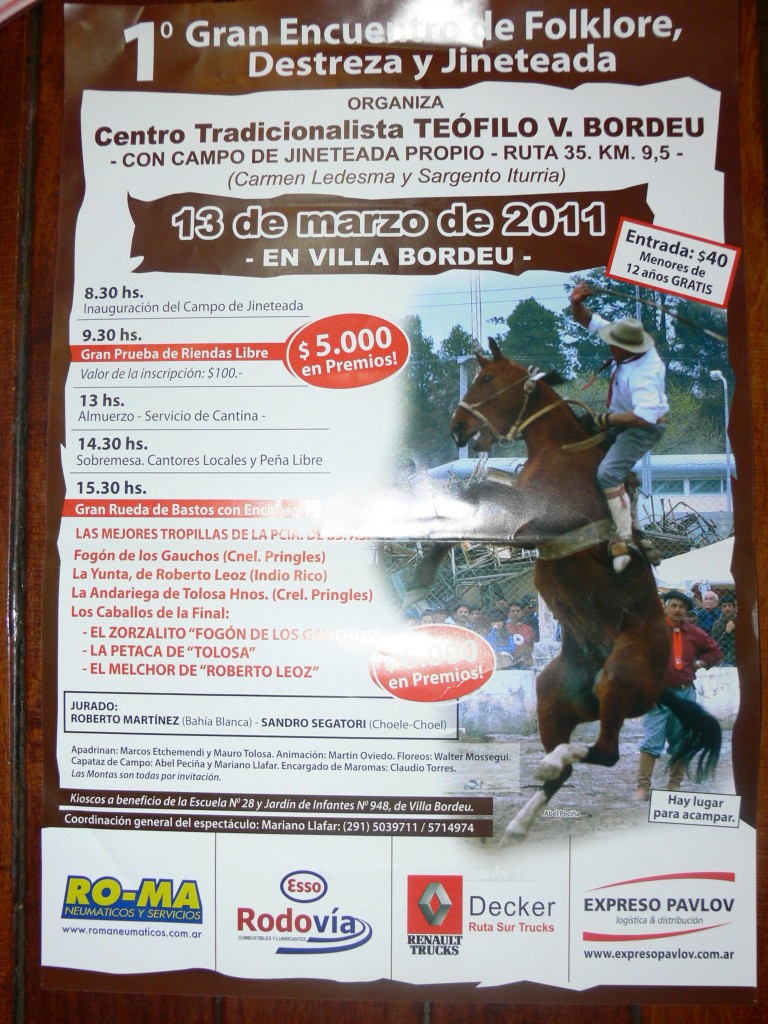 1º Gran Encuentro de Folklore,
Destreza y Jineteada
ORGANIZA
Centro Tradicionalista TEÓFILO V. BORDEU
- CON CAMPO DE JINETEADA PROPIO - RUTA 35. KM. 9,5 -
(Carmen Ledesma y Sargento Iturria)
13 de marzo de 2011
- EN VILLA BORDEU -
Entrada: $40
Menores de
12 años GRATIS
8.30 hs.
Inauguración del Campo de Jineteada
9.30 hs.
Gran Prueba de Riendas Libre
Valor de la inscripción: $100.-
$5.000
en Premios!
13 hs.
Almuerzo - Servicio de Cantina -
14.30 hs.
Sobremesa. Cantores Locales y Peña Libre
15.30 hs.
Gran Rueda de Bastos con
LAS MEJORES TROPILLAS DE LA PCIA. DE
Fogón de los Gauchos (Cnel. Pringles)
La Yunta, de Roberto Leoz (Indio Rico)
La Andariega de Tolosa Hnos. (Crel. Pringles)
Los Caballos de la Final:
- EL ZORZALITO "FOGÓN DE LOS GAUCHOS
- LA PETACA DE "TOLOSA"
- EL MELCHOR DE "ROBERTO LEOZ"
en Premios!
JURADO:
ROBERTO MARTÍNEZ (Bahía Blanca) - SANDRO SEGATORI (Choele-Choel)
Apadrinan: Marcos Etchemendi y Mauro Tolosa. Animación: Martín Oviedo. Floreos: Walter Mossegui.
Capataz de Campo: Abel Peciña y Mariano Llafar. Encargado de Maromas: Claudio Torres.
Las Montas son todas por invitación.
Kioscos a beneficio de la Escuela Nº 28 y Jardín de Infantes Nº 948, de Villa Bordeu.
Coordinación general del espectáculo: Mariano Llafar: (291) 5039711 / 5714974
Abel Peciña
Hay lugar
para acampar.
RO-MA
NEUMATICOS Y SERVICIOS
www.romaneumaticos.com.ar
Esso
Rodovía
COMBUSTIBLES Y LUBRICANTES
RENAULT
TRUCKS
Decker
Ruta Sur Trucks
EXPRESO PAVLOV
logística & distribución
www.expresopavlov.com.ar